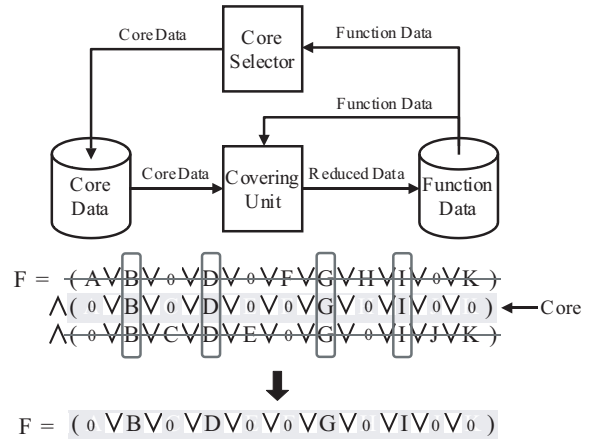 Core Data
Core Selector
Function Data
Function Data
Core Data
Core Data
Covering Unit
Reduced Data
Function Data
F = ( A ∨ B ∨ 0 ∨ D ∨ 0 ∨ F ∨ G ∨ H ∨ I ∨ 0 ∨ K )
∧( 0 ∨ B ∨ 0 ∨ D ∨ 0 ∨ 0 ∨ G ∨ 0 ∨ I ∨ 0 ∨ 0 ) Core
∧( 0 ∨ B ∨ C ∨ D ∨ E ∨ 0 ∨ G ∨ 0 ∨ I ∨ J ∨ K )
F = ( 0 ∨ B ∨ 0 ∨ D ∨ 0 ∨ 0 ∨ G ∨ 0 ∨ I ∨ 0 ∨ 0 )